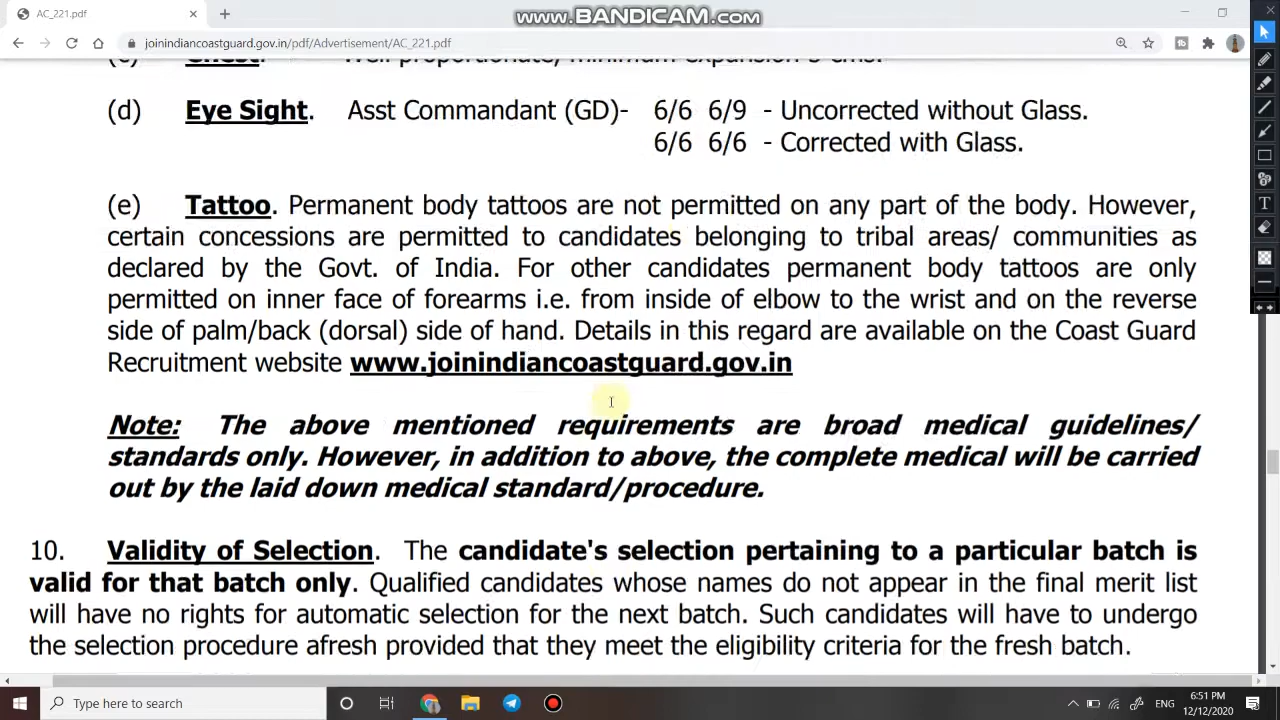 AC_221.pdf
www.BANDICAM.com
joinindiancoastguard.gov.in/pdf/Advertisement/AC_221.pdf
(c) Chest. Well proportionate, minimum expansion 5 cms.
(d) Eye Sight. Asst Commandant (GD)- 6/6 6/9 - Uncorrected without Glass.
6/6 6/6 - Corrected with Glass.
(e) Tattoo. Permanent body tattoos are not permitted on any part of the body. However,
certain concessions are permitted to candidates belonging to tribal areas/ communities as
declared by the Govt. of India. For other candidates permanent body tattoos are only
permitted on inner face of forearms i.e. from inside of elbow to the wrist and on the reverse
side of palm/back (dorsal) side of hand. Details in this regard are available on the Coast Guard
Recruitment website www.joinindiancoastguard.gov.in
Note: The above mentioned requirements are broad medical guidelines/
standards only. However, in addition to above, the complete medical will be carried
out by the laid down medical standard/procedure.
10. Validity of Selection. The candidate's selection pertaining to a particular batch is
valid for that batch only. Qualified candidates whose names do not appear in the final merit list
will have no rights for automatic selection for the next batch. Such candidates will have to undergo
the selection procedure afresh provided that they meet the eligibility criteria for the fresh batch.
Type here to search
ENG
6:51 PM
12/12/2020